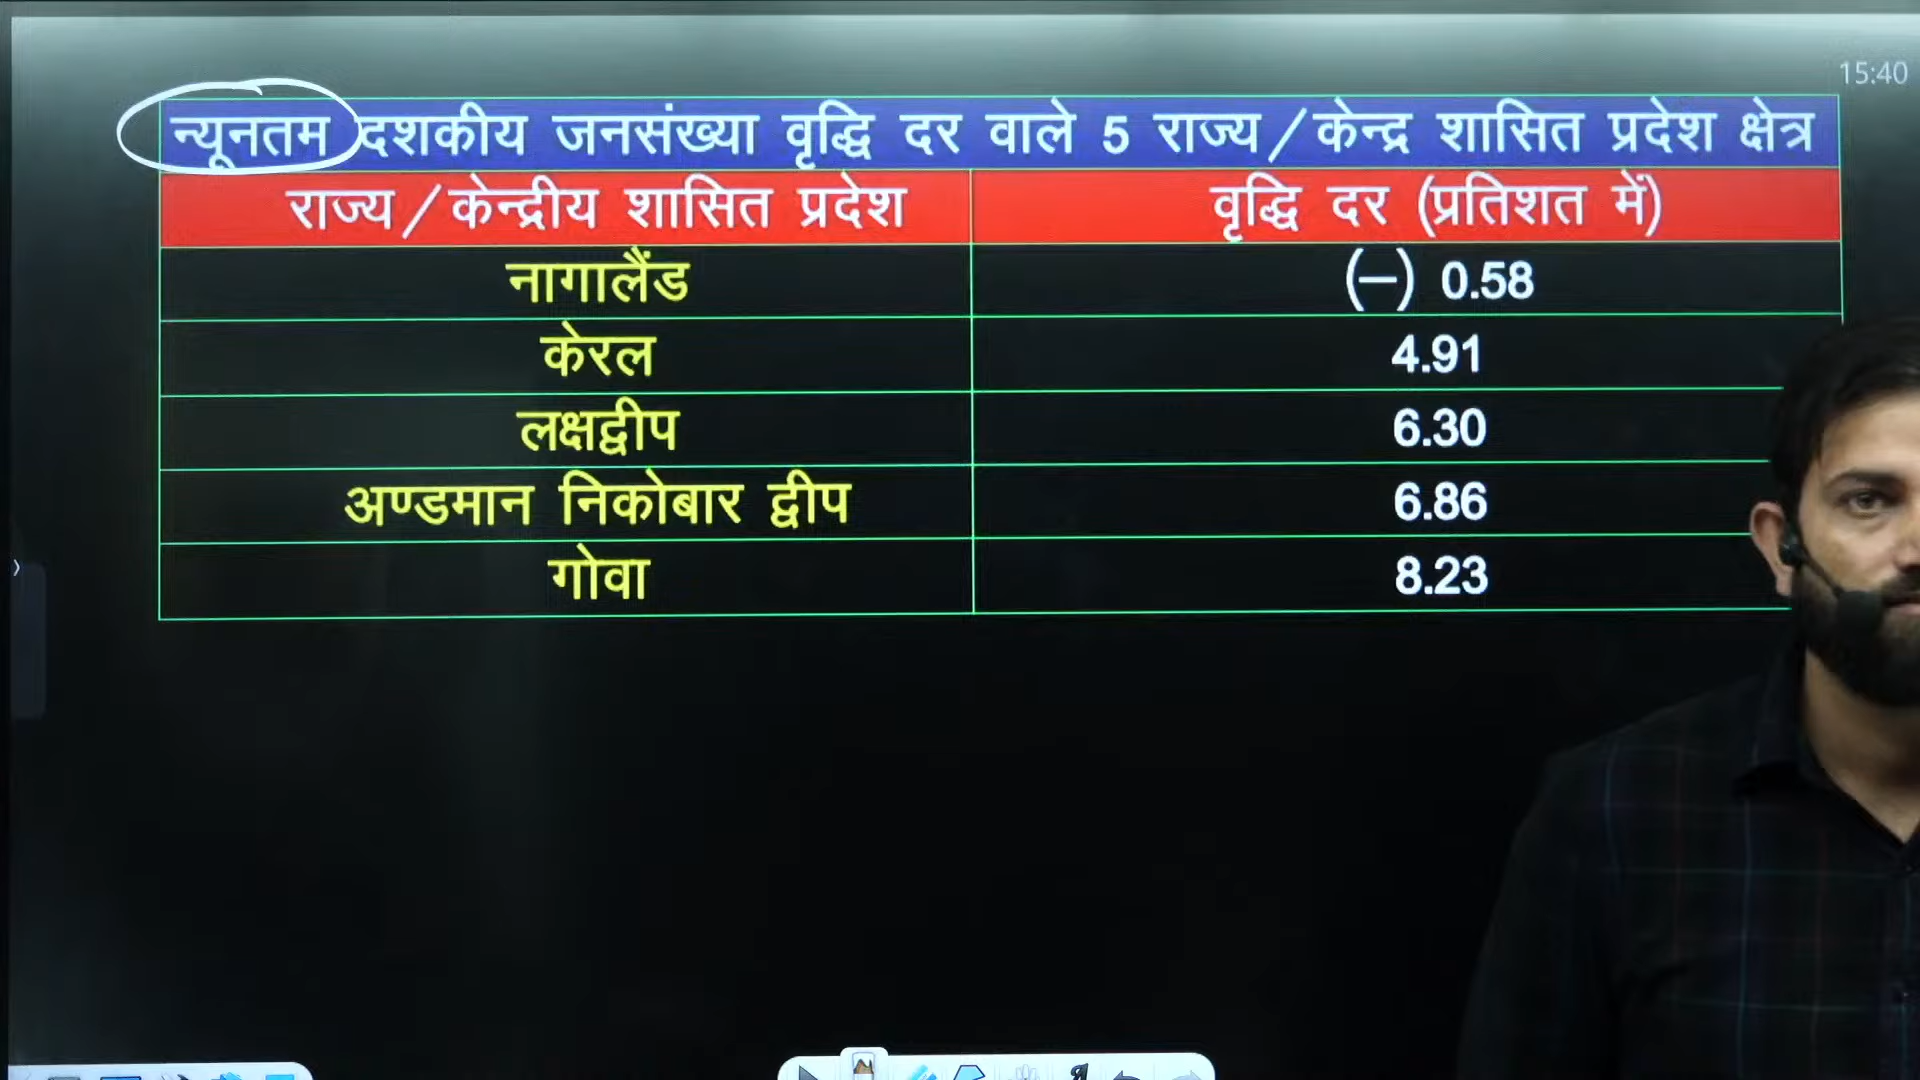 15:40
न्यूनतम दशकीय जनसंख्या वृद्धि दर वाले 5 राज्य/केन्द्र शासित प्रदेश क्षेत्र
राज्य/केन्द्रीय शासित प्रदेश वृद्धि दर (प्रतिशत में)
नागालैंड (–) 0.58
केरल 4.91
लक्षद्वीप 6.30
अण्डमान निकोबार द्वीप 6.86
गोवा 8.23